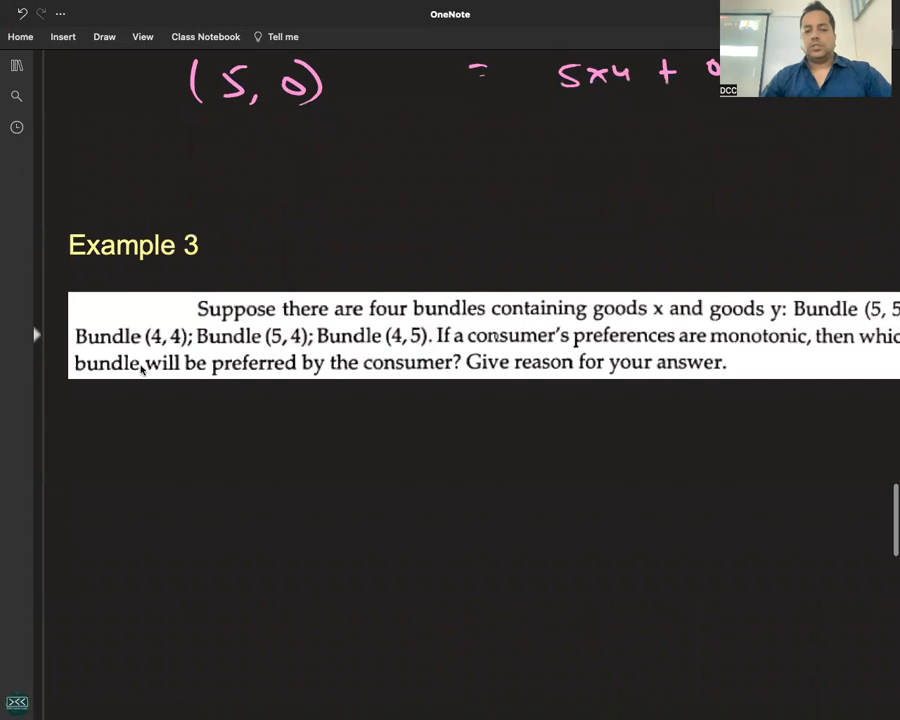 OneNote
Home Insert Draw View Class Notebook Tell me
(5, 0) = 5x4 +
DCC
Example 3
Suppose there are four bundles containing goods x and goods y: Bundle (5, 5
Bundle (4, 4); Bundle (5, 4); Bundle (4, 5). If a consumer's preferences are monotonic, then whic
bundle will be preferred by the consumer? Give reason for your answer.